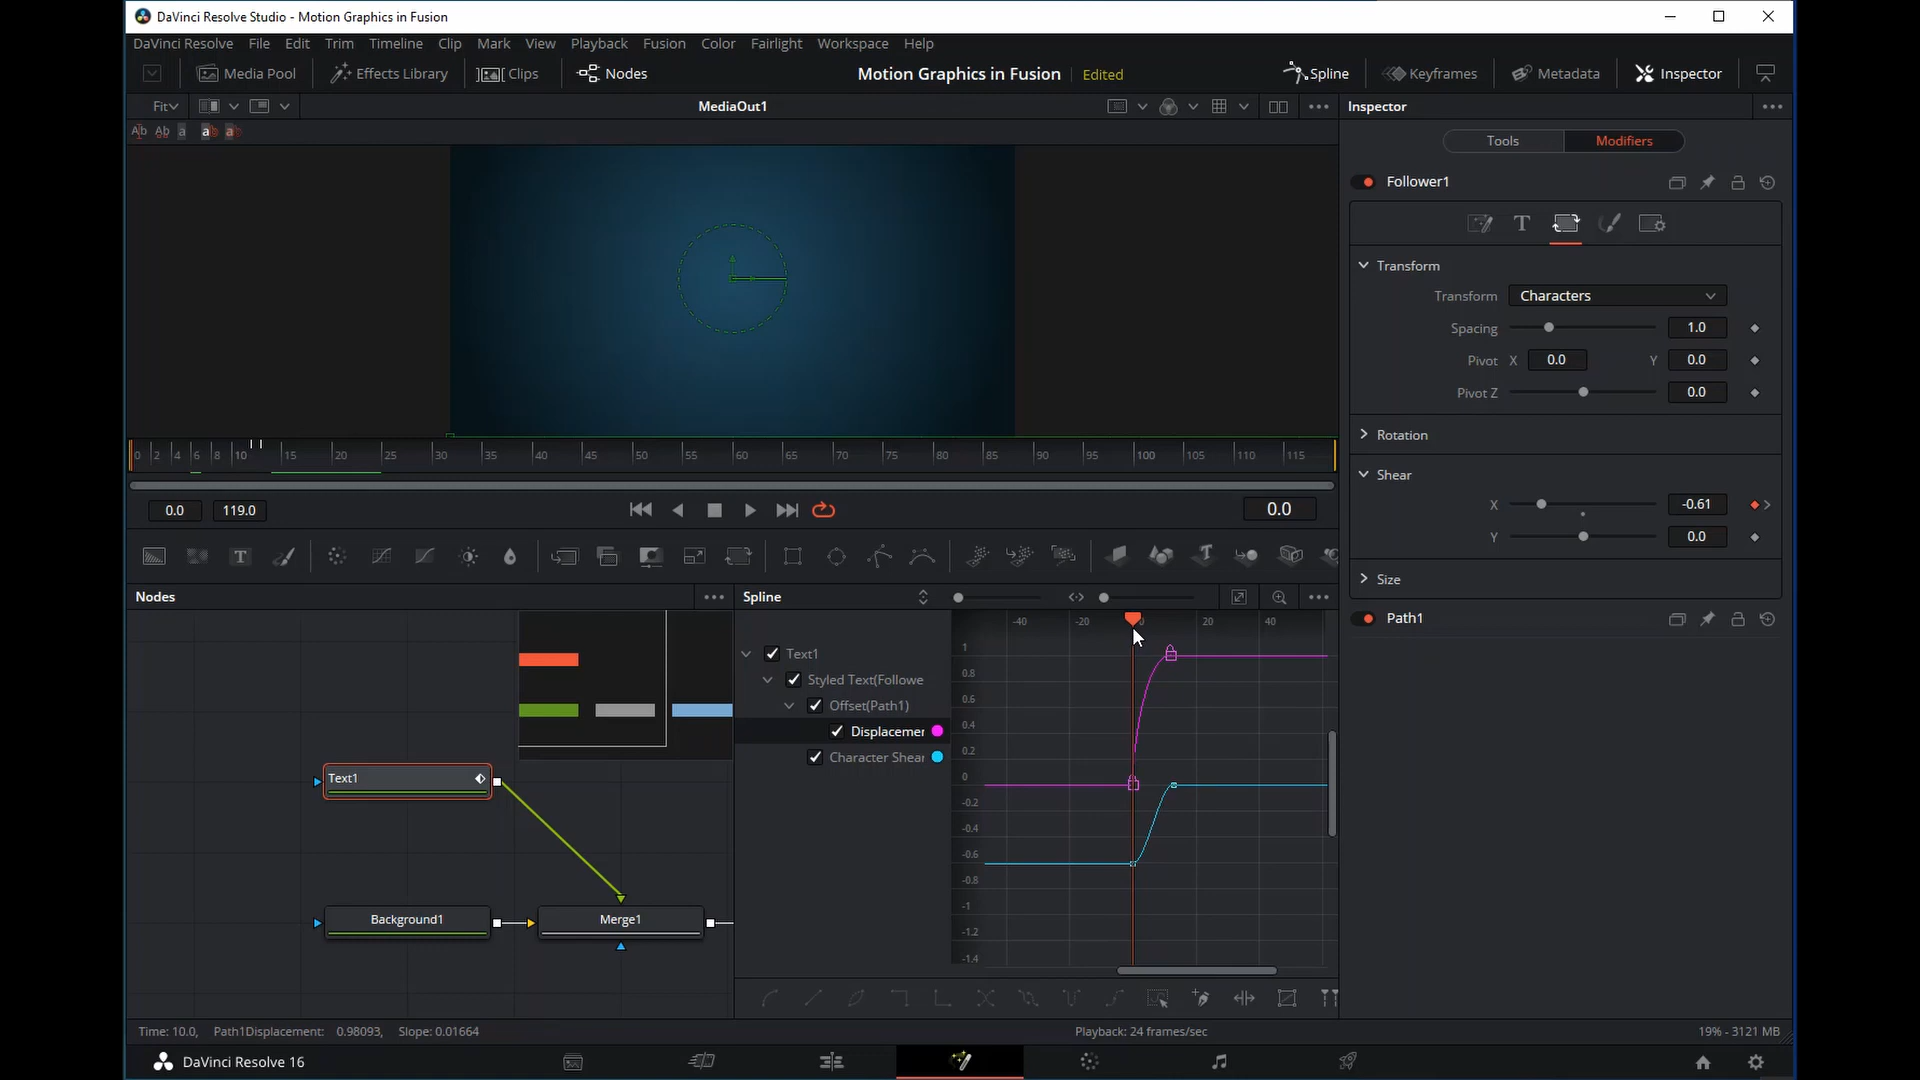 DaVinci Resolve Studio - Motion Graphics in Fusion
DaVinci Resolve File Edit Trim Timeline Clip Mark View Playback Fusion Color Fairlight Workspace Help
Media Pool Effects Library Clips Nodes Motion Graphics in Fusion Edited Spline Keyframes Metadata Inspector
Fit MediaOut1 Inspector
Tools Modifiers
Follower1
Transform
Transform Characters
Spacing 1.0
Pivot X 0.0 Y 0.0
Pivot Z 0.0
Rotation
Shear
X -0.61
Y 0.0
Size
Path1
0 2 4 6 8 10 15 20 25 30 35 40 45 50 55 60 65 70 75 80 85 90 95 100 105 110 115
0.0 119.0 0.0
Nodes Spline
-40 -20 0 20 40
Text1
Styled Text(Followe
Offset(Path1)
Displacemer
Character Shear
1
0.8
0.6
0.4
0.2
0
-0.2
-0.4
-0.6
-0.8
-1
-1.2
-1.4
Text1
Background1 Merge1
Time: 10.0, Path1Displacement: 0.98093, Slope: 0.01664 Playback: 24 frames/sec 19% - 3121 MB
DaVinci Resolve 16